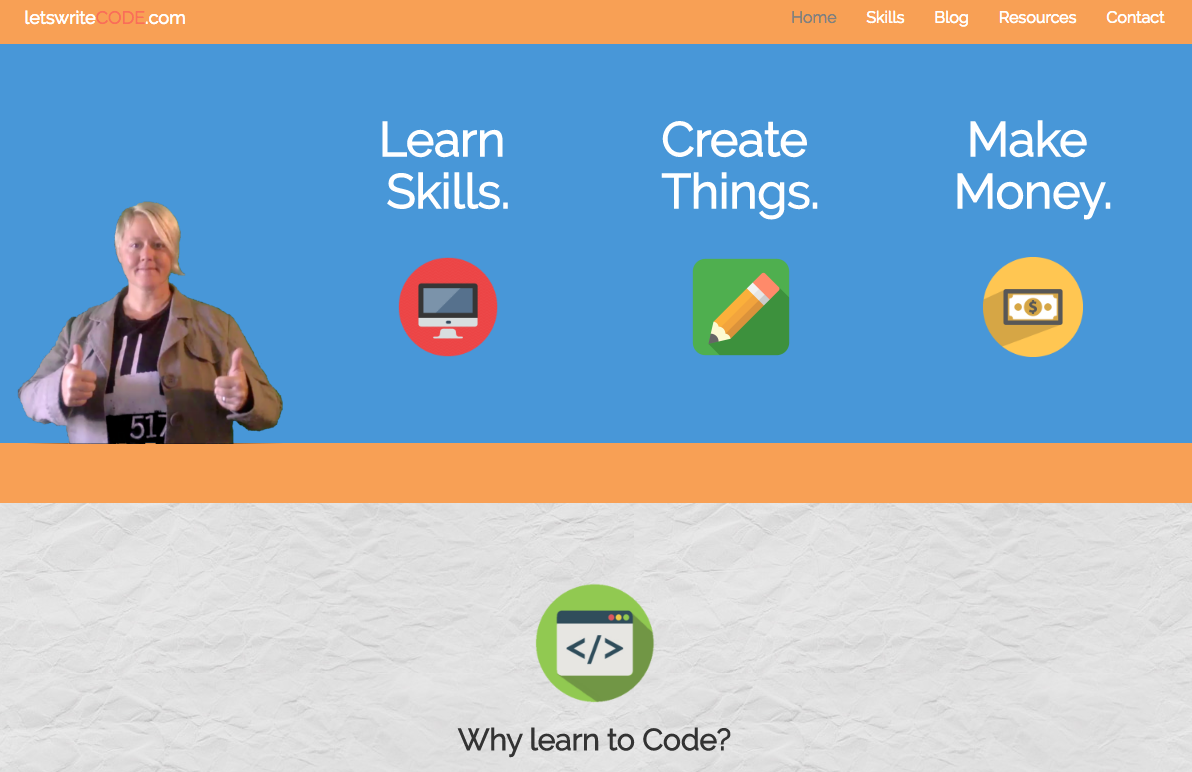 letswriteCODE.com
Home Skills Blog Resources Contact
Learn
Skills.
Create
Things.
Make
Money.
$
517
</>
Why learn to Code?